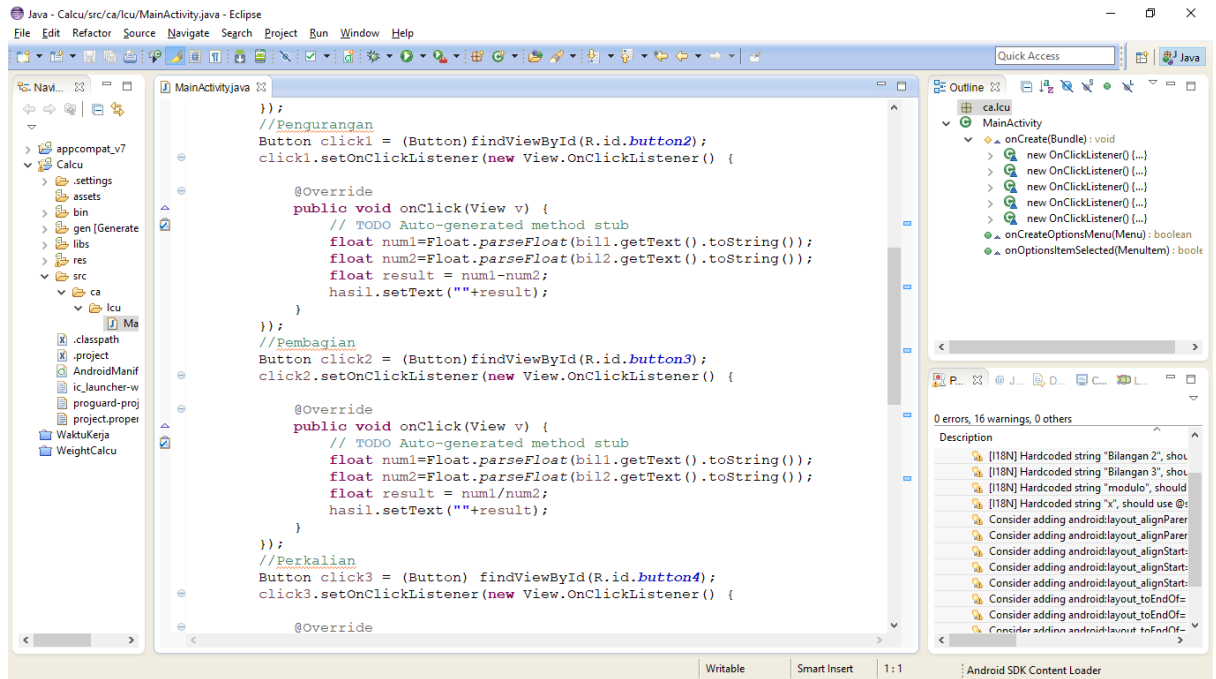 Java - Calcu/src/ca/lcu/MainActivity.java - Eclipse
File Edit Refactor Source Navigate Search Project Run Window Help
Quick Access
Java
Navi...
appcompat_v7
Calcu
.settings
assets
bin
gen [Generate
libs
res
src
ca
lcu
Ma
.classpath
.project
AndroidManif
ic_launcher-w
proguard-proj
project.proper
WaktuKerja
WeightCalcu
MainActivity.java
});
//Pengurangan
Button click1 = (Button)findViewById(R.id.button2);
click1.setOnClickListener(new View.OnClickListener() {
@Override
public void onClick(View v) {
// TODO Auto-generated method stub
float num1=Float.parseFloat(bil1.getText().toString());
float num2=Float.parseFloat(bil2.getText().toString());
float result = num1-num2;
hasil.setText(""+result);
}
});
//Pembagian
Button click2 = (Button)findViewById(R.id.button3);
click2.setOnClickListener(new View.OnClickListener() {
@Override
public void onClick(View v) {
// TODO Auto-generated method stub
float num1=Float.parseFloat(bil1.getText().toString());
float num2=Float.parseFloat(bil2.getText().toString());
float result = num1/num2;
hasil.setText(""+result);
}
});
//Perkalian
Button click3 = (Button) findViewById(R.id.button4);
click3.setOnClickListener(new View.OnClickListener() {
@Override
Outline
ca.lcu
MainActivity
onCreate(Bundle) : void
new OnClickListener() {...}
new OnClickListener() {...}
new OnClickListener() {...}
new OnClickListener() {...}
new OnClickListener() {...}
onCreateOptionsMenu(Menu) : boolean
onOptionsItemSelected(MenuItem) : boole
P... @ J... D... C... L...
0 errors, 16 warnings, 0 others
Description
[I18N] Hardcoded string "Bilangan 2", shou
[I18N] Hardcoded string "Bilangan 3", shou
[I18N] Hardcoded string "modulo", should
[I18N] Hardcoded string "x", should use @s
Consider adding android:layout_alignParer
Consider adding android:layout_alignParer
Consider adding android:layout_alignStart=
Consider adding android:layout_alignStart=
Consider adding android:layout_alignStart=
Consider adding android:layout_toEndOf=
Consider adding android:layout_toEndOf=
Consider adding android:layout_toEndOf=
Writable
Smart Insert
1 : 1
Android SDK Content Loader